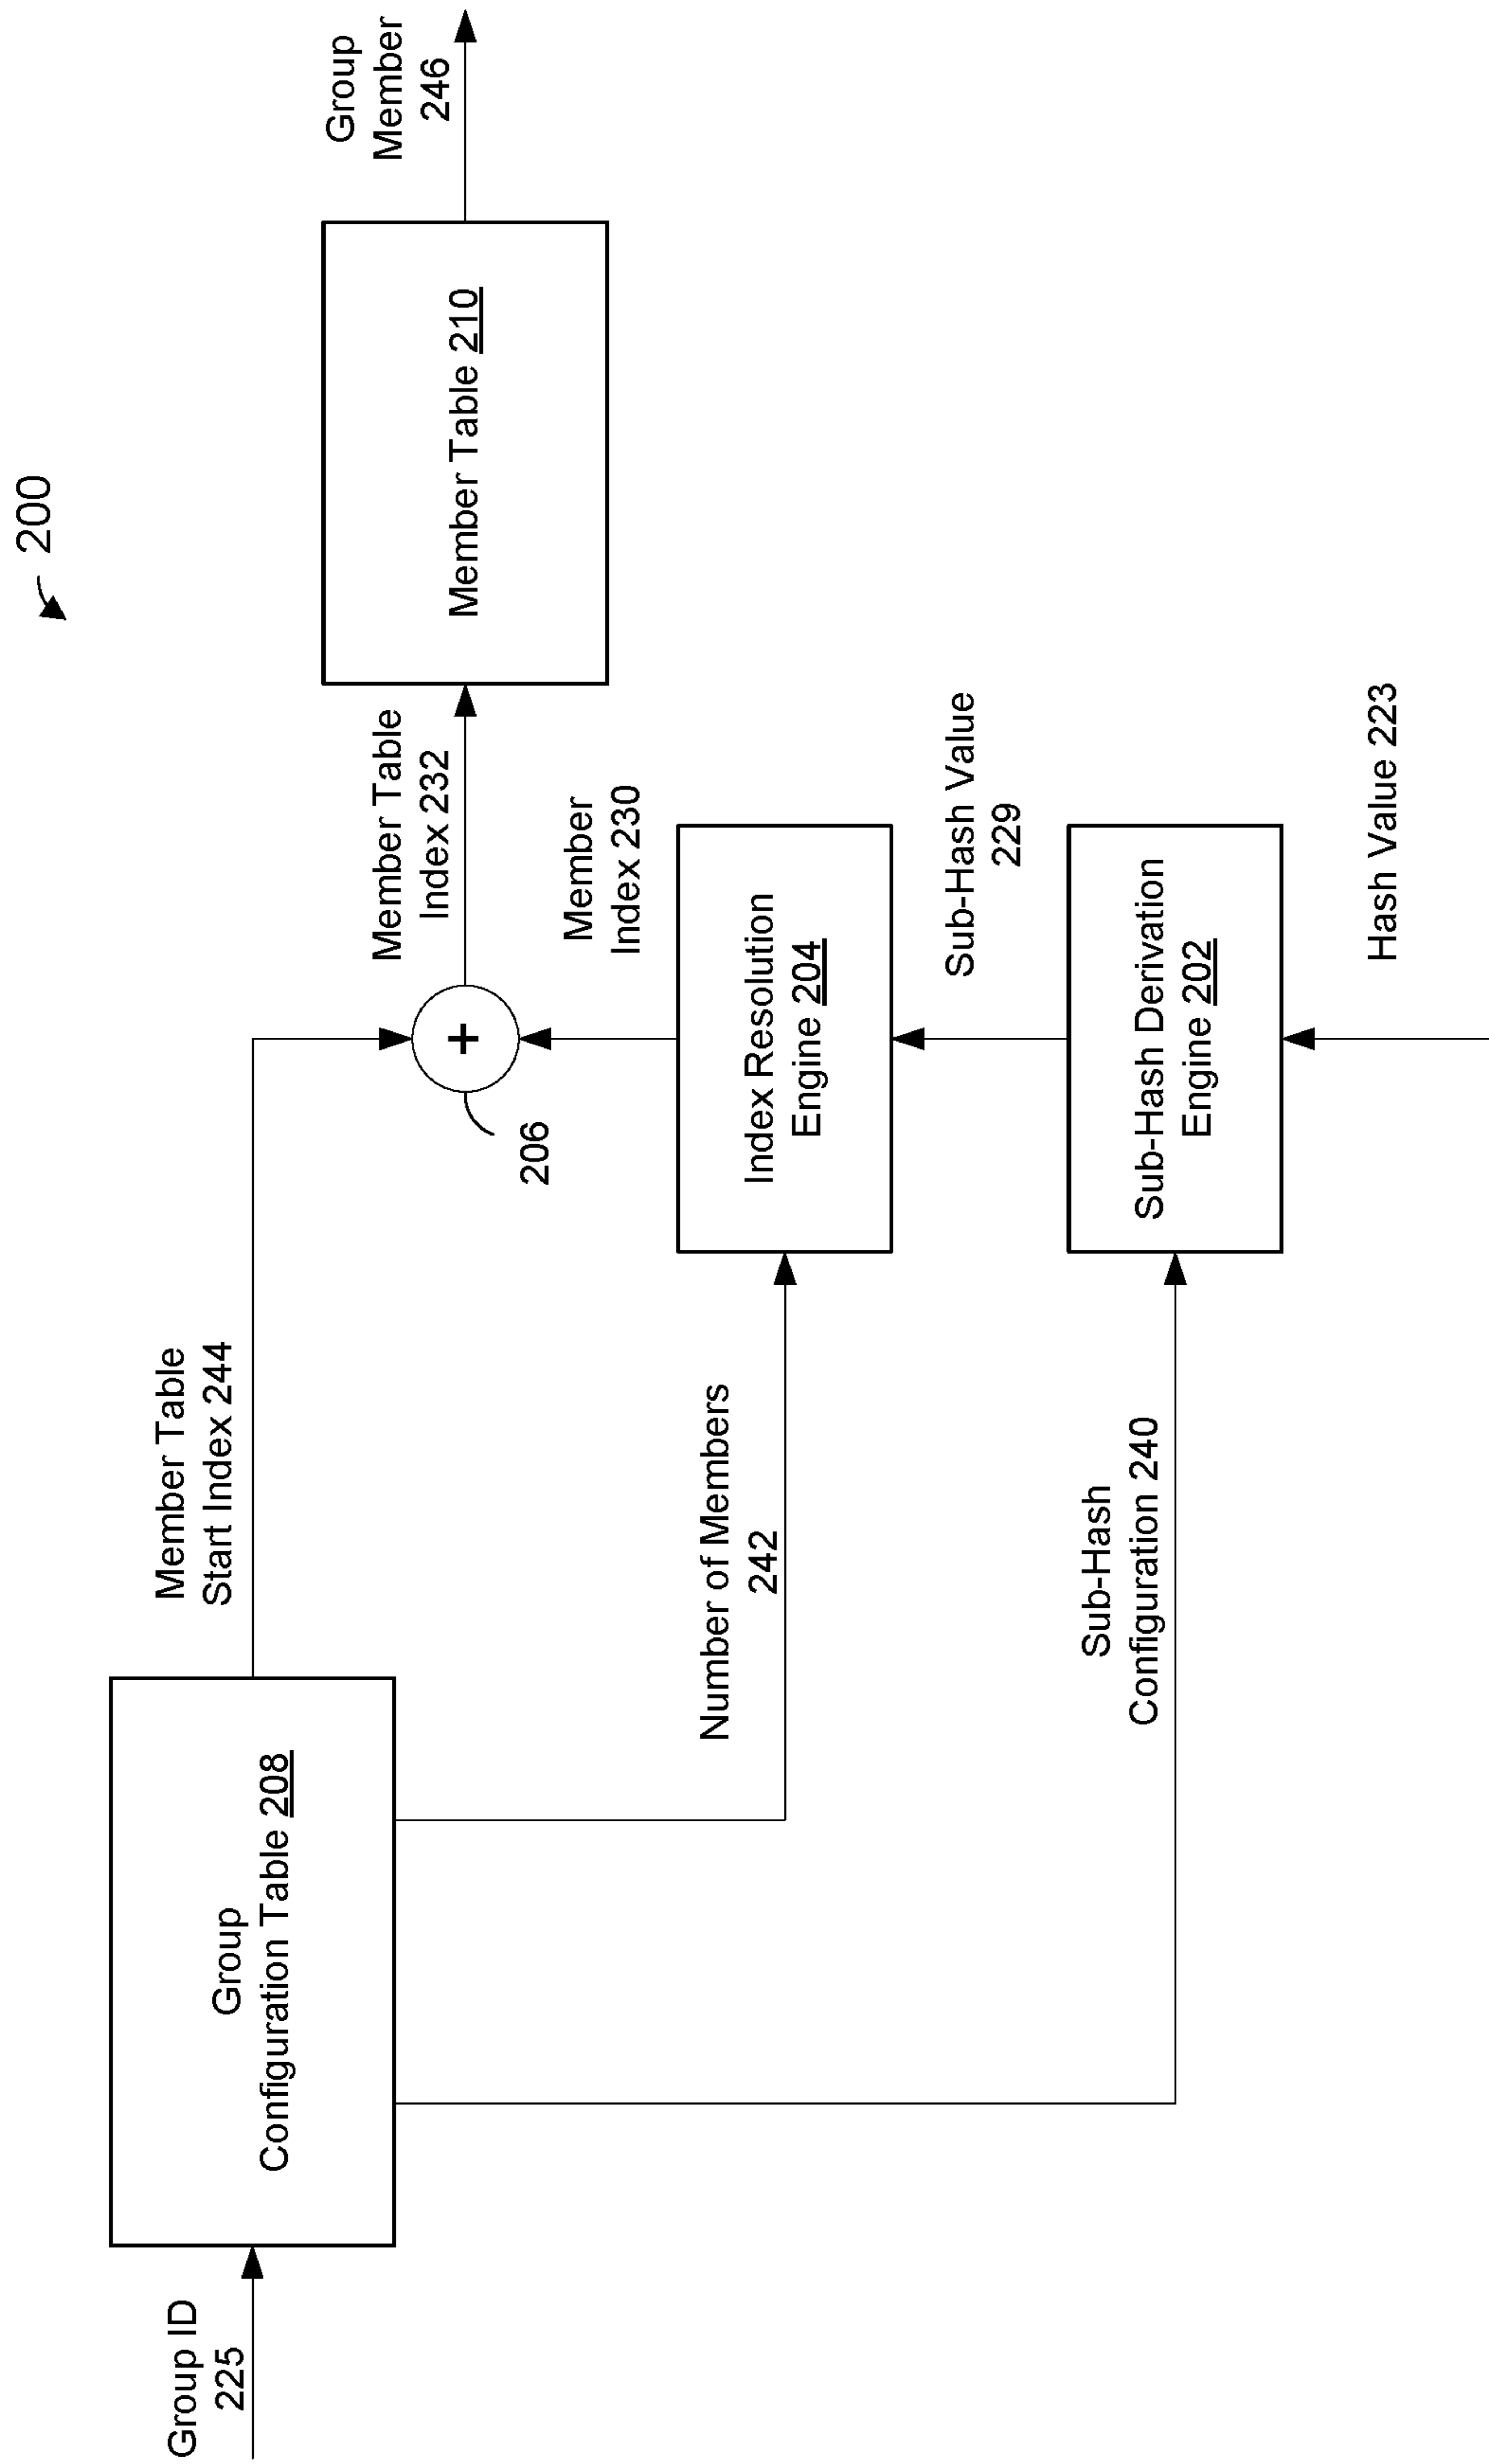 200
Group ID
225
Group
Configuration Table 208
Member Table
Start Index 244
Number of Members
242
Sub-Hash
Configuration 240
206
+
Member Table
Index 232
Member
Index 230
Index Resolution
Engine 204
Sub-Hash Value
229
Sub-Hash Derivation
Engine 202
Hash Value 223
Member Table 210
Group
Member
246